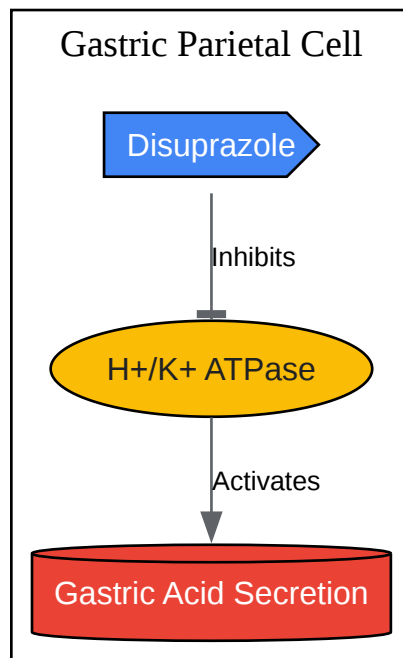 Gastric Parietal Cell
Disuprazole
Inhibits
H+/K+ ATPase
Activates
Gastric Acid Secretion